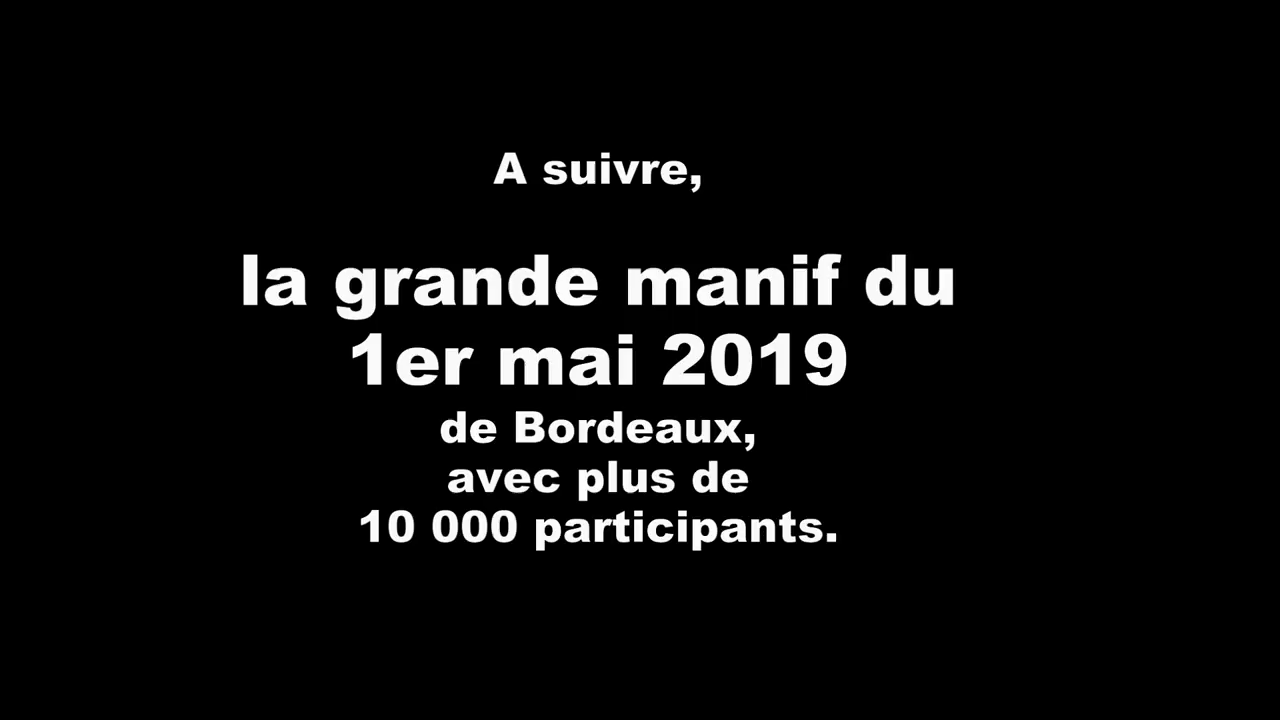 A suivre,
la grande manif du
1er mai 2019
de Bordeaux,
avec plus de
10 000 participants.